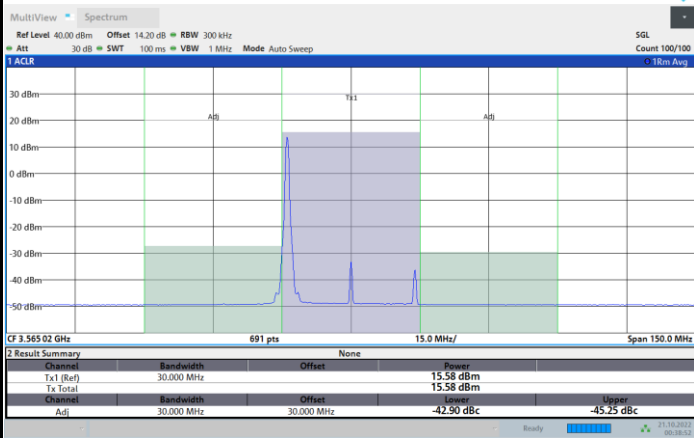 MultiView Spectrum
Ref Level 40.00 dBm Offset 14.20 dB RBW 300 kHz SGL
Att 30 dB SWT 100 ms VBW 1 MHz Mode Auto Sweep Count 100/100
1 ACLR 1Rm Avg
30 dBm
Tx1
20 dBm Adj Adj
10 dBm
0 dBm
-10 dBm
-20 dBm
-30 dBm
-40 dBm
-50 dBm
CF 3.565 02 GHz 691 pts 15.0 MHz/ Span 150.0 MHz
2 Result Summary None
Channel Bandwidth Offset Power
Tx1 (Ref) 30.000 MHz 15.58 dBm
Tx Total 15.58 dBm
Channel Bandwidth Offset Lower Upper
Adj 30.000 MHz 30.000 MHz -42.90 dBc -45.25 dBc
Ready 21.10.2022
00:38:52